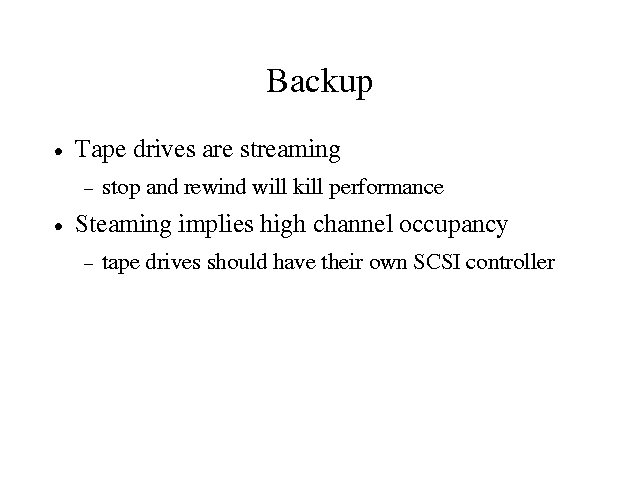 Backup
• Tape drives are streaming
– stop and rewind will kill performance
• Steaming implies high channel occupancy
– tape drives should have their own SCSI controller